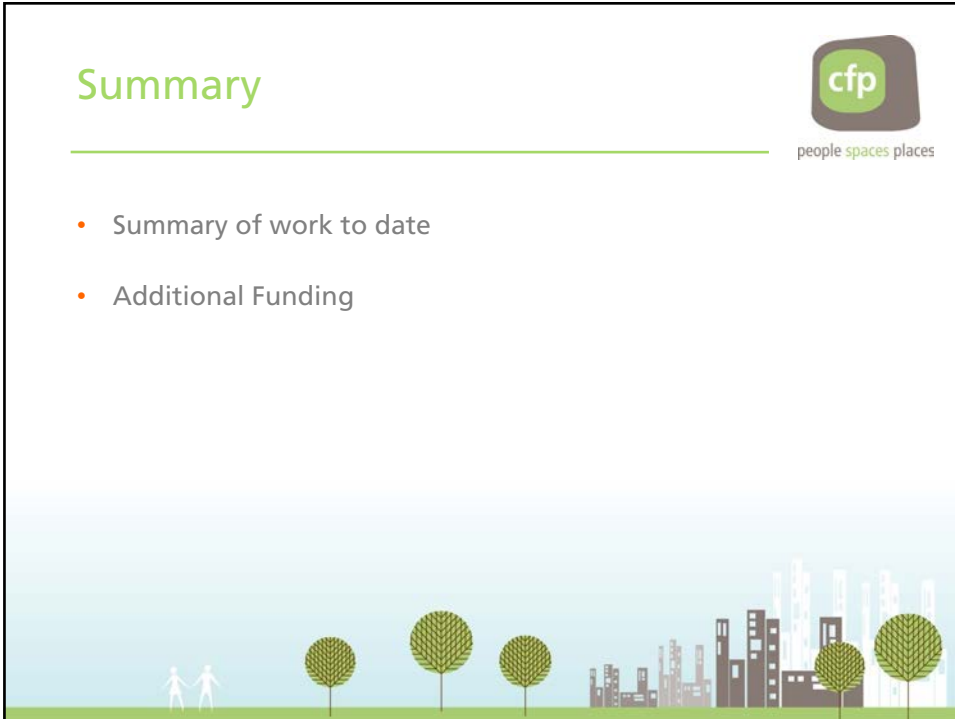 Summary
cfp
people spaces places
• Summary of work to date
• Additional Funding